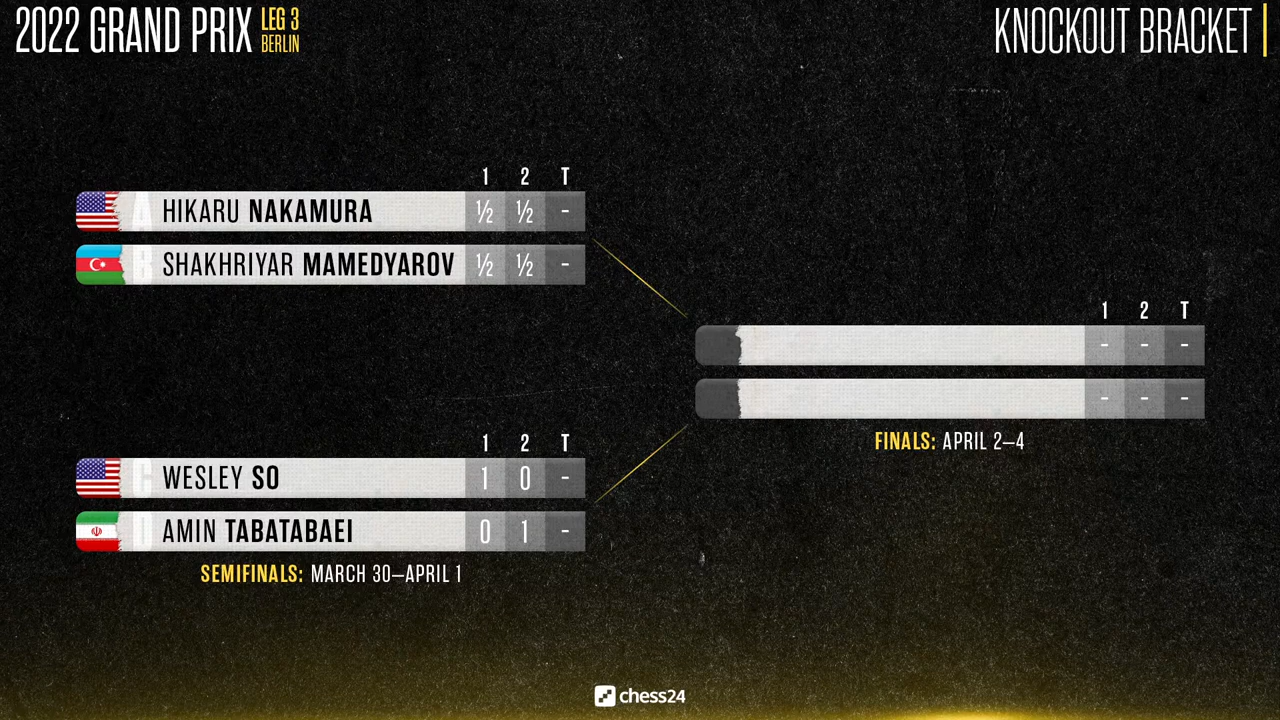 2022 GRAND PRIX LEG 3 BERLIN
KNOCKOUT BRACKET
1 2 T
A HIKARU NAKAMURA ½ ½ -
B SHAKHRIYAR MAMEDYAROV ½ ½ -
1 2 T
- - -
- - -
FINALS: APRIL 2–4
1 2 T
C WESLEY SO 1 0 -
D AMIN TABATABAEI 0 1 -
SEMIFINALS: MARCH 30–APRIL 1
chess24